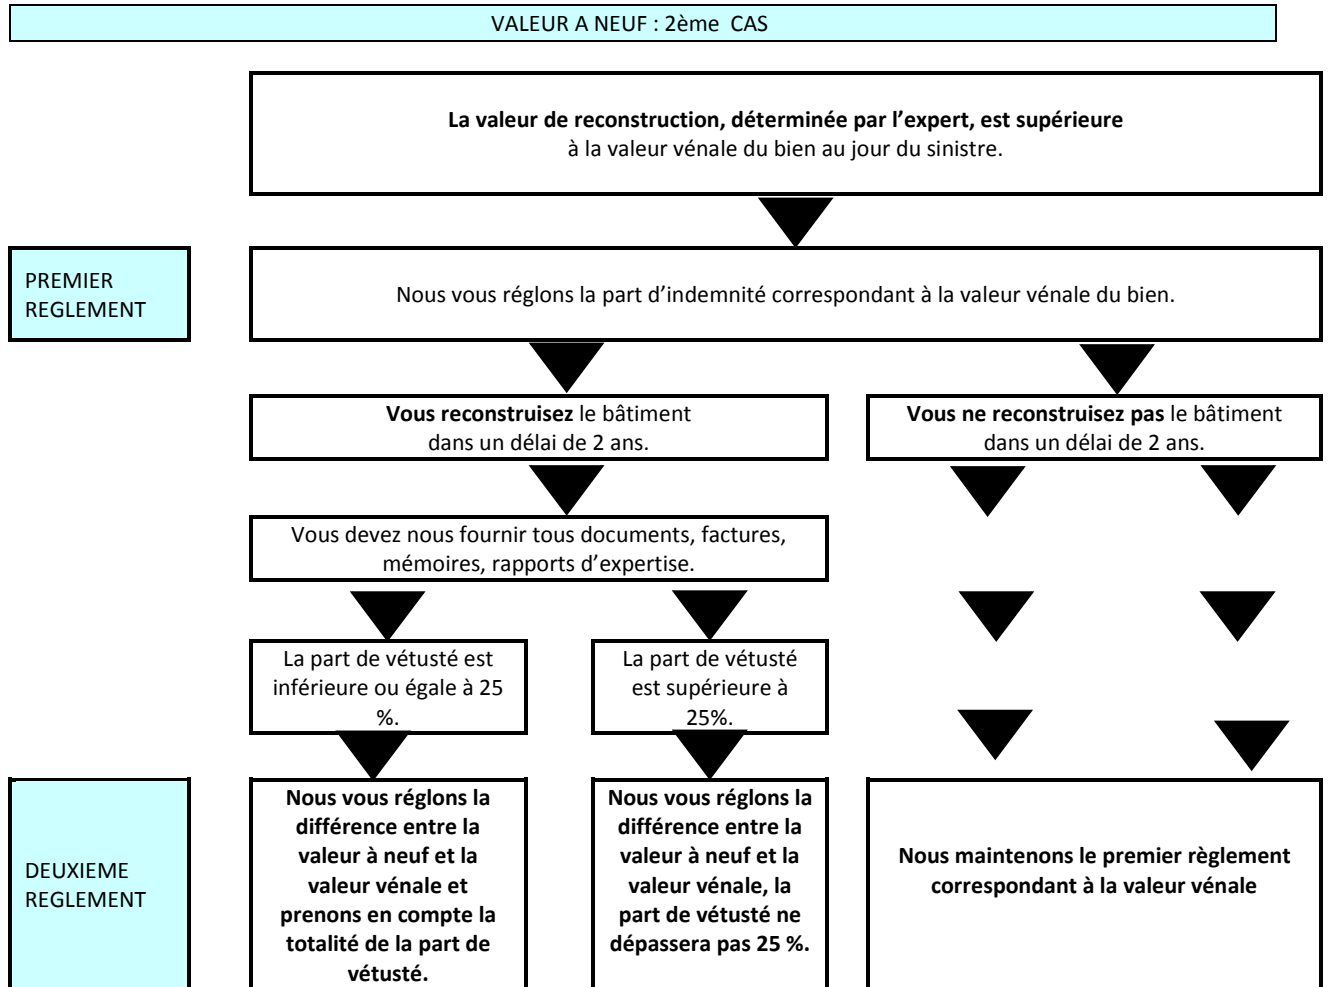 VALEUR A NEUF : 2ème  CAS
La valeur de reconstruction, déterminée par l’expert, est supérieure
à la valeur vénale du bien au jour du sinistre.
PREMIER
REGLEMENT
Nous vous réglons la part d’indemnité correspondant à la valeur vénale du bien.
Vous reconstruisez le bâtiment
dans un délai de 2 ans.
Vous ne reconstruisez pas le bâtiment
dans un délai de 2 ans.
Vous devez nous fournir tous documents, factures,
mémoires, rapports d’expertise.
La part de vétusté est
inférieure ou égale à 25
%.
La part de vétusté
est supérieure à
25%.
DEUXIEME
REGLEMENT
Nous vous réglons la
différence entre la
valeur à neuf et la
valeur vénale et
prenons en compte la
totalité de la part de
vétusté.
Nous vous réglons la
différence entre la
valeur à neuf et la
valeur vénale, la
part de vétusté ne
dépassera pas 25 %.
Nous maintenons le premier règlement
correspondant à la valeur vénale